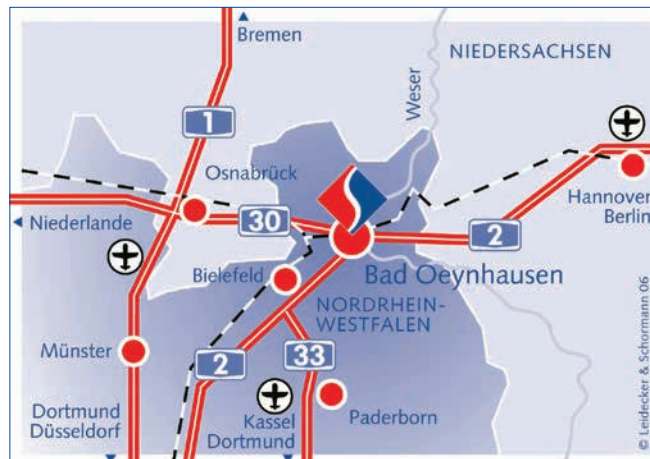 Bremen
NIEDERSACHSEN
Weser
1
Osnabrück
Hannover
Berlin
Niederlande
30
2
Bielefeld
Bad Oeynhausen
NORDRHEIN-
WESTFALEN
Münster
2
33
Dortmund
Düsseldorf
Kassel
Dortmund
Paderborn
© Leidecker & Schormann 06